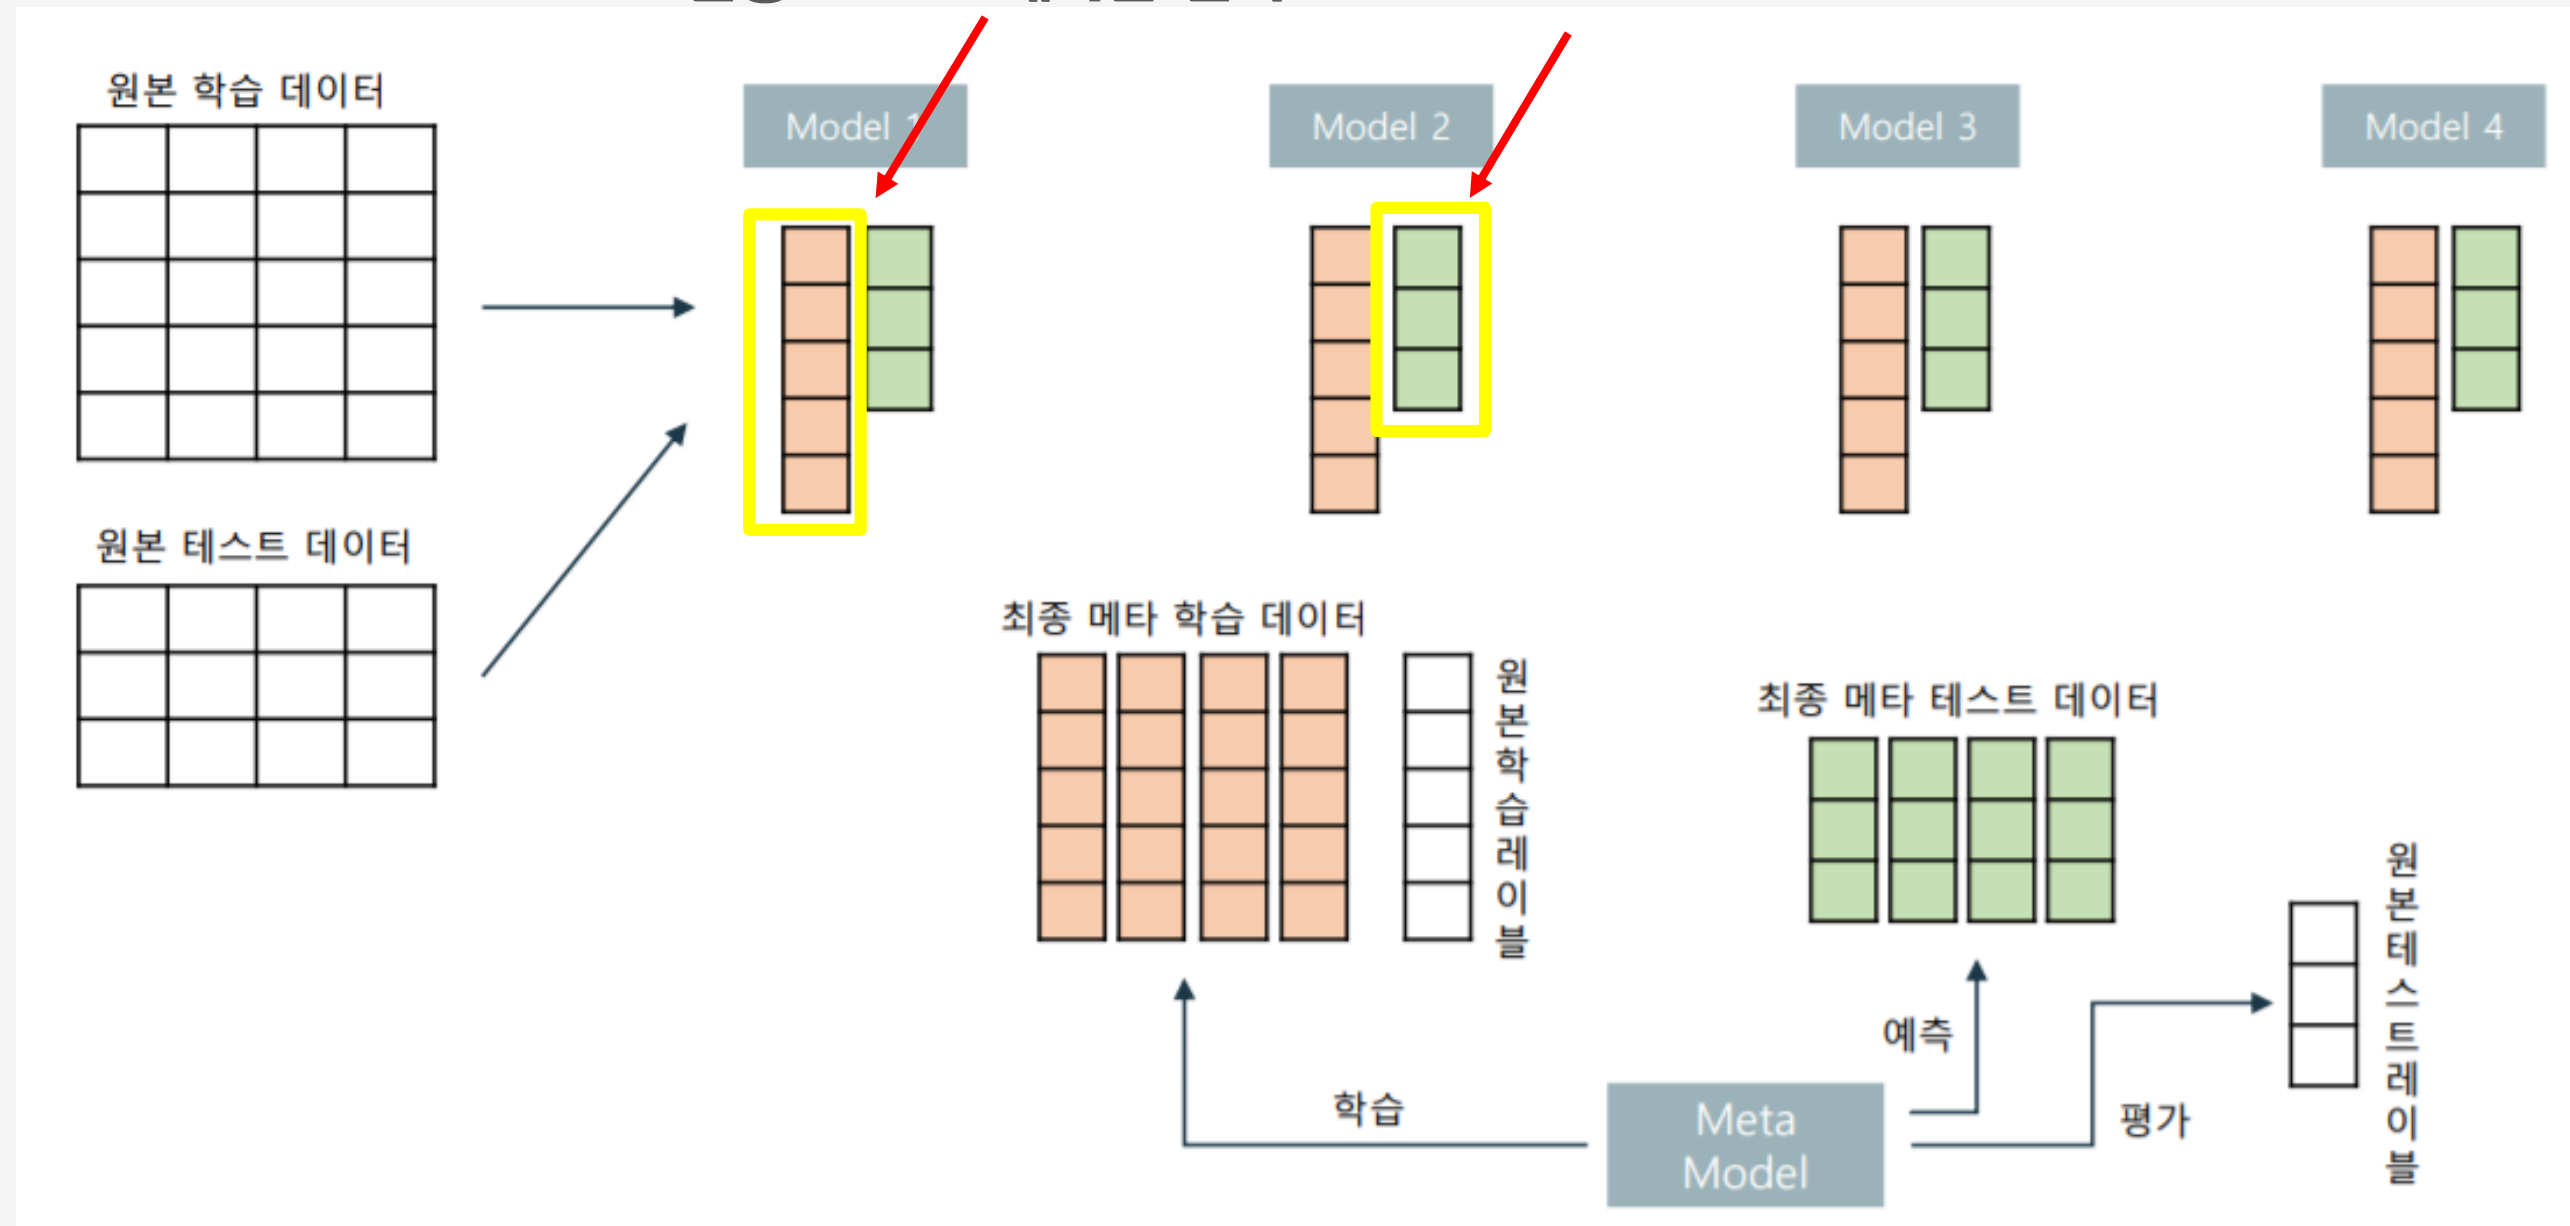 원본 학습 데이터
Model 1
Model 2
Model 3
Model 4
원본 테스트 데이터
최종 메타 학습 데이터
원본학습레이블
최종 메타 테스트 데이터
원본테스트레이블
예측
학습
평가
Meta
Model